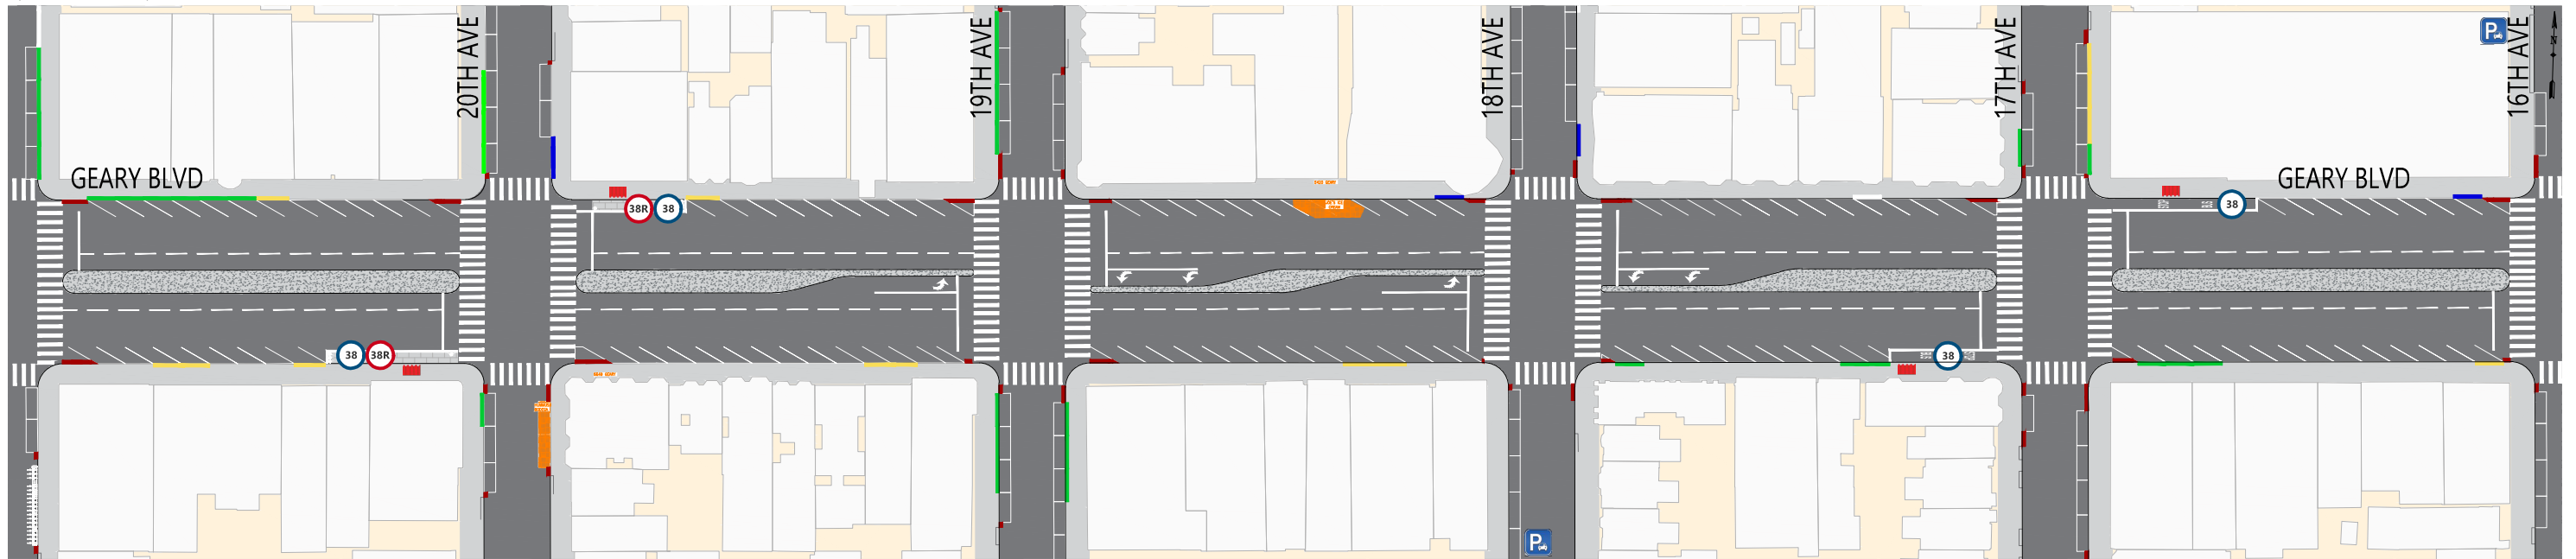 20TH AVE
19TH AVE
18TH AVE
17TH AVE
16TH AVE
P
N
GEARY BLVD
GEARY BLVD
38R
38
38
38
38R
38
P